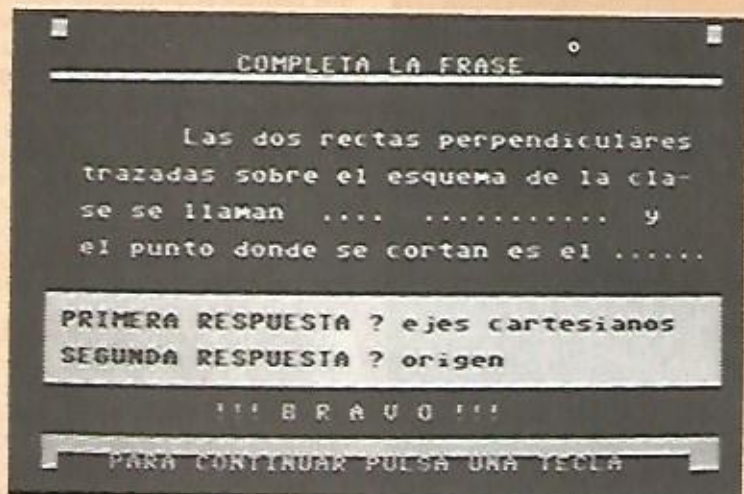 COMPLETA LA FRASE
Las dos rectas perpendiculares
trazadas sobre el esquema de la cla-
se se llaman .... ........... y
el punto donde se cortan es el ......
PRIMERA RESPUESTA ? ejes cartesianos
SEGUNDA RESPUESTA ? origen
!!! B R A V O !!!
PARA CONTINUAR PULSA UNA TECLA